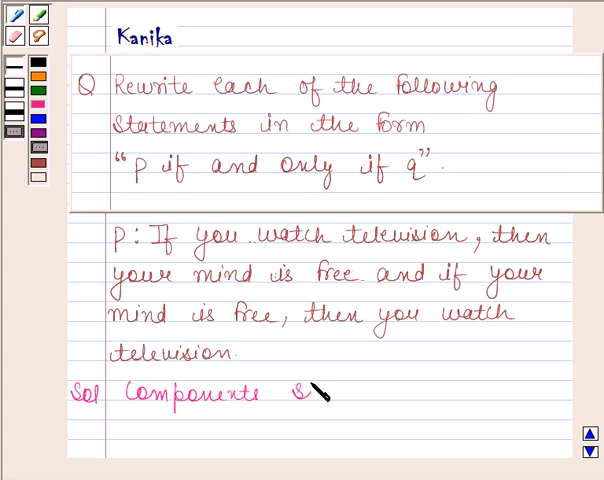 Kanika
Q Rewrite each of the following
statements in the form
"p if and only if q".
p: If you watch television, then
your mind is free and if your
mind is free, then you watch
television.
Sol Components s